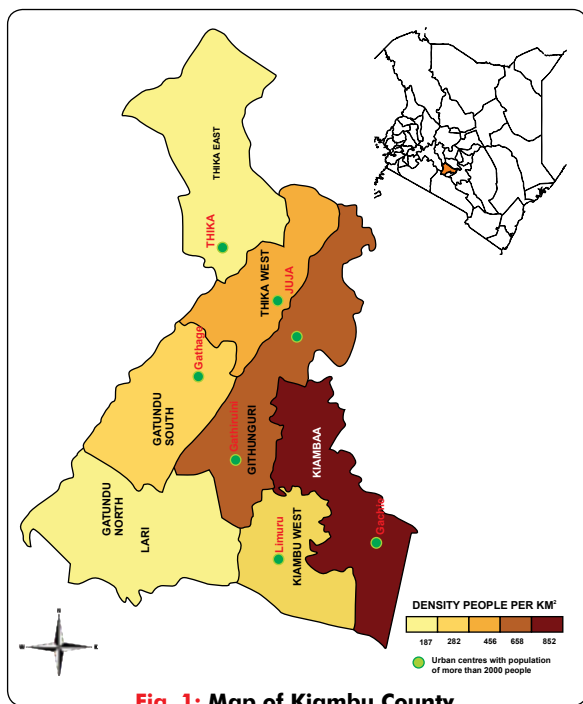 THIKA EAST
THIKA
THIKA WEST
JUJA
Gathage
GATUNDU
SOUTH
Gathiruini
GITHUNGURI
KIAMBAA
GATUNDU
NORTH
LARI
Limuru
KIAMBU WEST
Gachie
DENSITY PEOPLE PER KM²
187 282 456 658 852
Urban centres with population
of more than 2000 people
Fig. 1: Map of Kiambu County